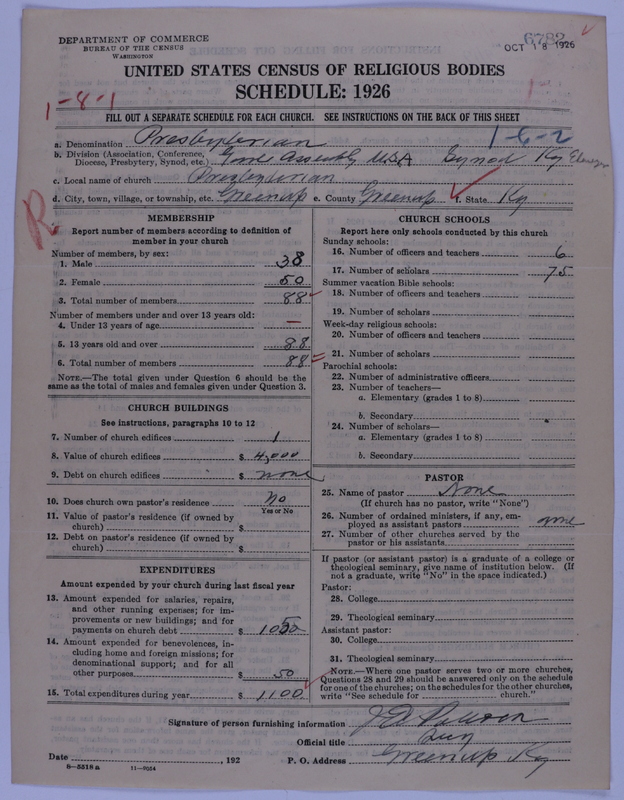 DEPARTMENT OF COMMERCE
BUREAU OF THE CENSUS
WASHINGTON
6782
OCT 18 1926
UNITED STATES CENSUS OF RELIGIOUS BODIES
SCHEDULE: 1926
1-8-1
FILL OUT A SEPARATE SCHEDULE FOR EACH CHURCH. SEE INSTRUCTIONS ON THE BACK OF THIS SHEET
1-6-2
a. Denomination Presbyterian
b. Division (Association, Conference, Diocese, Presbytery, Synod, etc.) Assembly U.S.A Synod Ky
c. Local name of church Presbyterian
d. City, town, village, or township, etc. Greenup e. County Greenup f. State Ky
R
MEMBERSHIP
Report number of members according to definition of
member in your church
Number of members, by sex:
1. Male 38
2. Female 50
3. Total number of members 88
Number of members under and over 13 years old:
4. Under 13 years of age —
5. 13 years old and over 88
6. Total number of members 88
NOTE.—The total given under Question 6 should be the
same as the total of males and females given under Question 3.
CHURCH BUILDINGS
See instructions, paragraphs 10 to 12
7. Number of church edifices 1
8. Value of church edifices $ 4,000
9. Debt on church edifices $ none
10. Does church own pastor's residence no
Yes or No
11. Value of pastor's residence (if owned by
church) $
12. Debt on pastor's residence (if owned by
church) $
EXPENDITURES
Amount expended by your church during last fiscal year
13. Amount expended for salaries, repairs,
and other running expenses; for im-
provements or new buildings; and for
payments on church debt $ 1050
14. Amount expended for benevolences, in-
cluding home and foreign missions; for
denominational support; and for all
other purposes $ 50
15. Total expenditures during year $ 1100
CHURCH SCHOOLS
Report here only schools conducted by this church
Sunday schools:
16. Number of officers and teachers 6
17. Number of scholars 75
Summer vacation Bible schools:
18. Number of officers and teachers
19. Number of scholars
Week-day religious schools:
20. Number of officers and teachers
21. Number of scholars
Parochial schools:
22. Number of administrative officers
23. Number of teachers—
a. Elementary (grades 1 to 8)
b. Secondary
24. Number of scholars—
a. Elementary (grades 1 to 8)
b. Secondary
PASTOR
25. Name of pastor None
(If church has no pastor, write "None")
26. Number of ordained ministers, if any, em-
ployed as assistant pastors
27. Number of other churches served by the
pastor or his assistants
If pastor (or assistant pastor) is a graduate of a college or
theological seminary, give name of institution below. (If
not a graduate, write "No" in the space indicated.)
Pastor:
28. College
29. Theological seminary
Assistant pastor:
30. College
31. Theological seminary
NOTE.—Where one pastor serves two or more churches,
Questions 28 and 29 should be answered only on the schedule
for one of the churches; on the schedules for the other churches,
write "See schedule for church."
Signature of person furnishing information
Official title
Date , 192 P. O. Address Greenup Ky
8-5518a 11-9054